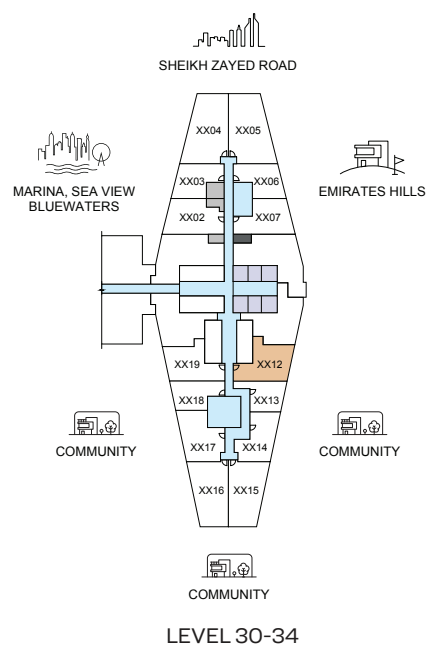 SHEIKH ZAYED ROAD
XX04
XX05
MARINA, SEA VIEW
BLUEWATERS
XX03
XX06
EMIRATES HILLS
XX02
XX07
XX19
XX12
XX18
XX13
COMMUNITY
XX17
XX14
COMMUNITY
XX16
XX15
COMMUNITY
LEVEL 30-34